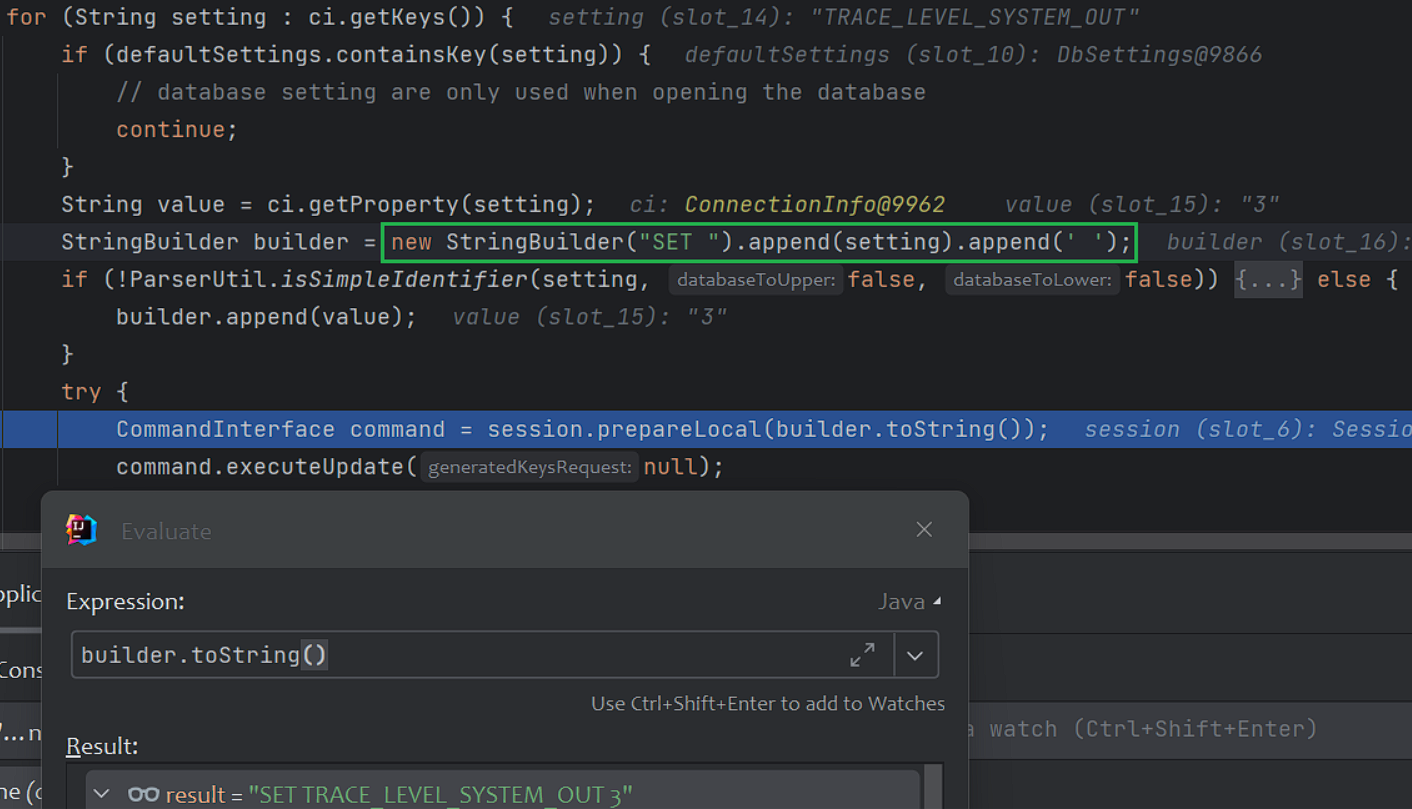 for (String setting : ci.getKeys()) {   setting (slot_14): "TRACE_LEVEL_SYSTEM_OUT"
if (defaultSettings.containsKey(setting)) {   defaultSettings (slot_10): DbSettings@9866
// database setting are only used when opening the database
continue;
}
String value = ci.getProperty(setting);   ci: ConnectionInfo@9962   value (slot_15): "3"
StringBuilder builder = new StringBuilder("SET ").append(setting).append(' ');   builder (slot_16):
if (!ParserUtil.isSimpleIdentifier(setting, databaseToUpper: false, databaseToLower: false)) {...} else {
builder.append(value);   value (slot_15): "3"
}
try {
CommandInterface command = session.prepareLocal(builder.toString());   session (slot_6): Sessio
command.executeUpdate( generatedKeysRequest: null);
Evaluate
Expression:
Java
builder.toString()
Use Ctrl+Shift+Enter to add to Watches
a watch (Ctrl+Shift+Enter)
Result:
result = "SET TRACE_LEVEL_SYSTEM_OUT 3"